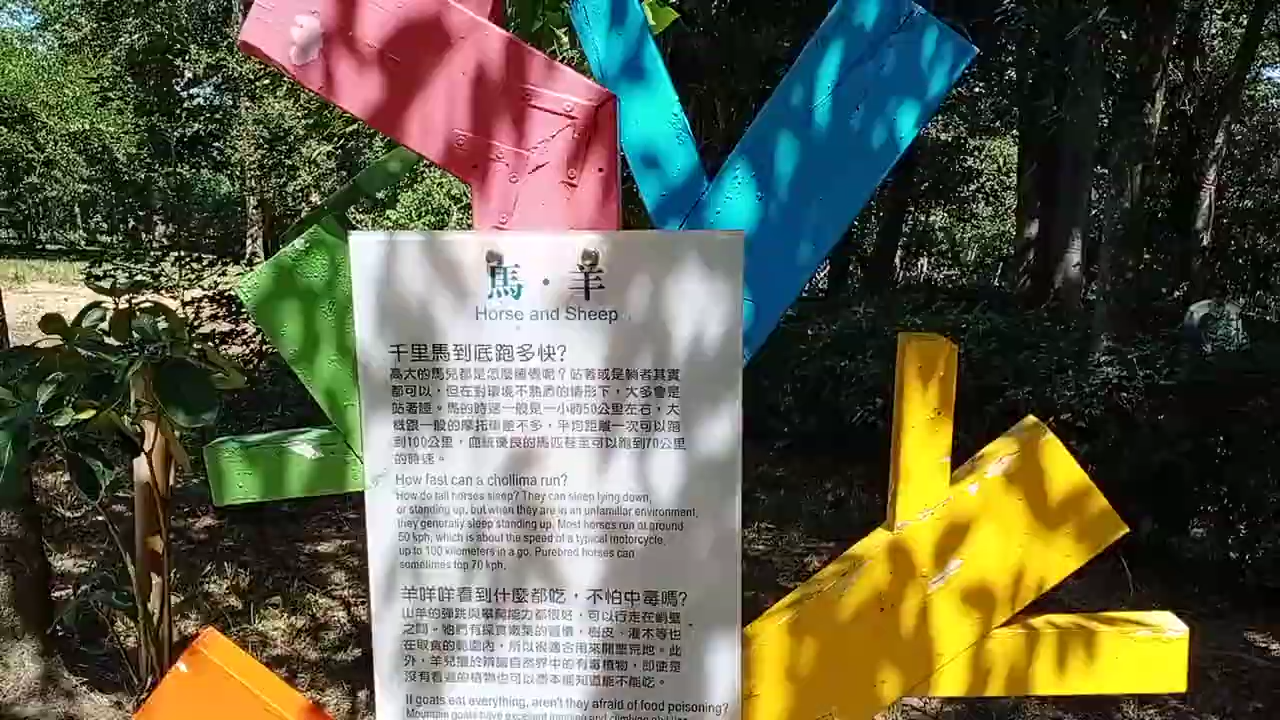 馬·羊
Horse and Sheep
千里馬到底跑多快?
高大的馬兒都是怎麼睡覺呢?站著或是躺者其實
都可以,但在對環境不熟悉的情形下,大多會是
站著睡。馬的時速一般是一小時50公里左右,大
概跟一般的摩托車差不多,平均距離一次可以跑
到100公里,血統優良的馬匹甚至可以跑到70公里
的時速。
How fast can a chollima run?
How do tall horses sleep? They can sleep lying down,
or standing up, but when they are in an unfamiliar environment,
they generally sleep standing up. Most horses run at around
50 kph, which is about the speed of a typical motorcycle,
up to 100 kilometers in a go. Purebred horses can
sometimes top 70 kph.
羊咩咩看到什麼都吃,不怕中毒嗎?
山羊的彈跳與攀爬能力都很好,可以行走在峭壁
之間。牠們有採食嫩葉的習慣,樹皮、灌木等也
在取食的範圍內,所以很適合用來開墾荒地。此
外,羊兒擅於辨識自然界中的有毒植物,即使是
沒有看過的植物也可以憑本能知道能不能吃。
If goats eat everything, aren't they afraid of food poisoning?
Mountain goats have excellent jumping and climbing abilities